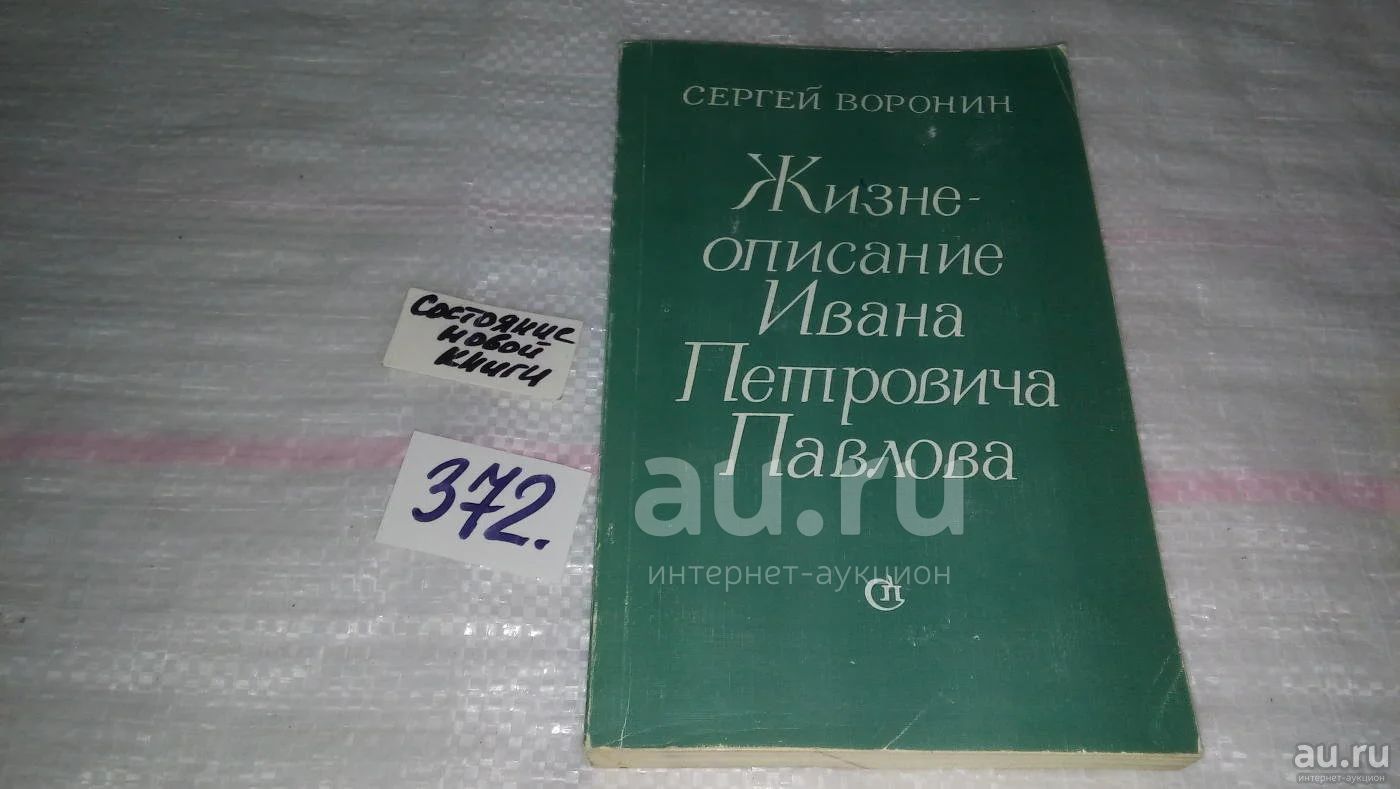 СЕРГЕЙ ВОРОНИН
Жизне-
описание
Ивана
Петровича
Павлова
СП
Состояние
новой
книги
372.
au.ru
интернет-аукцион
au.ru
интернет-аукцион